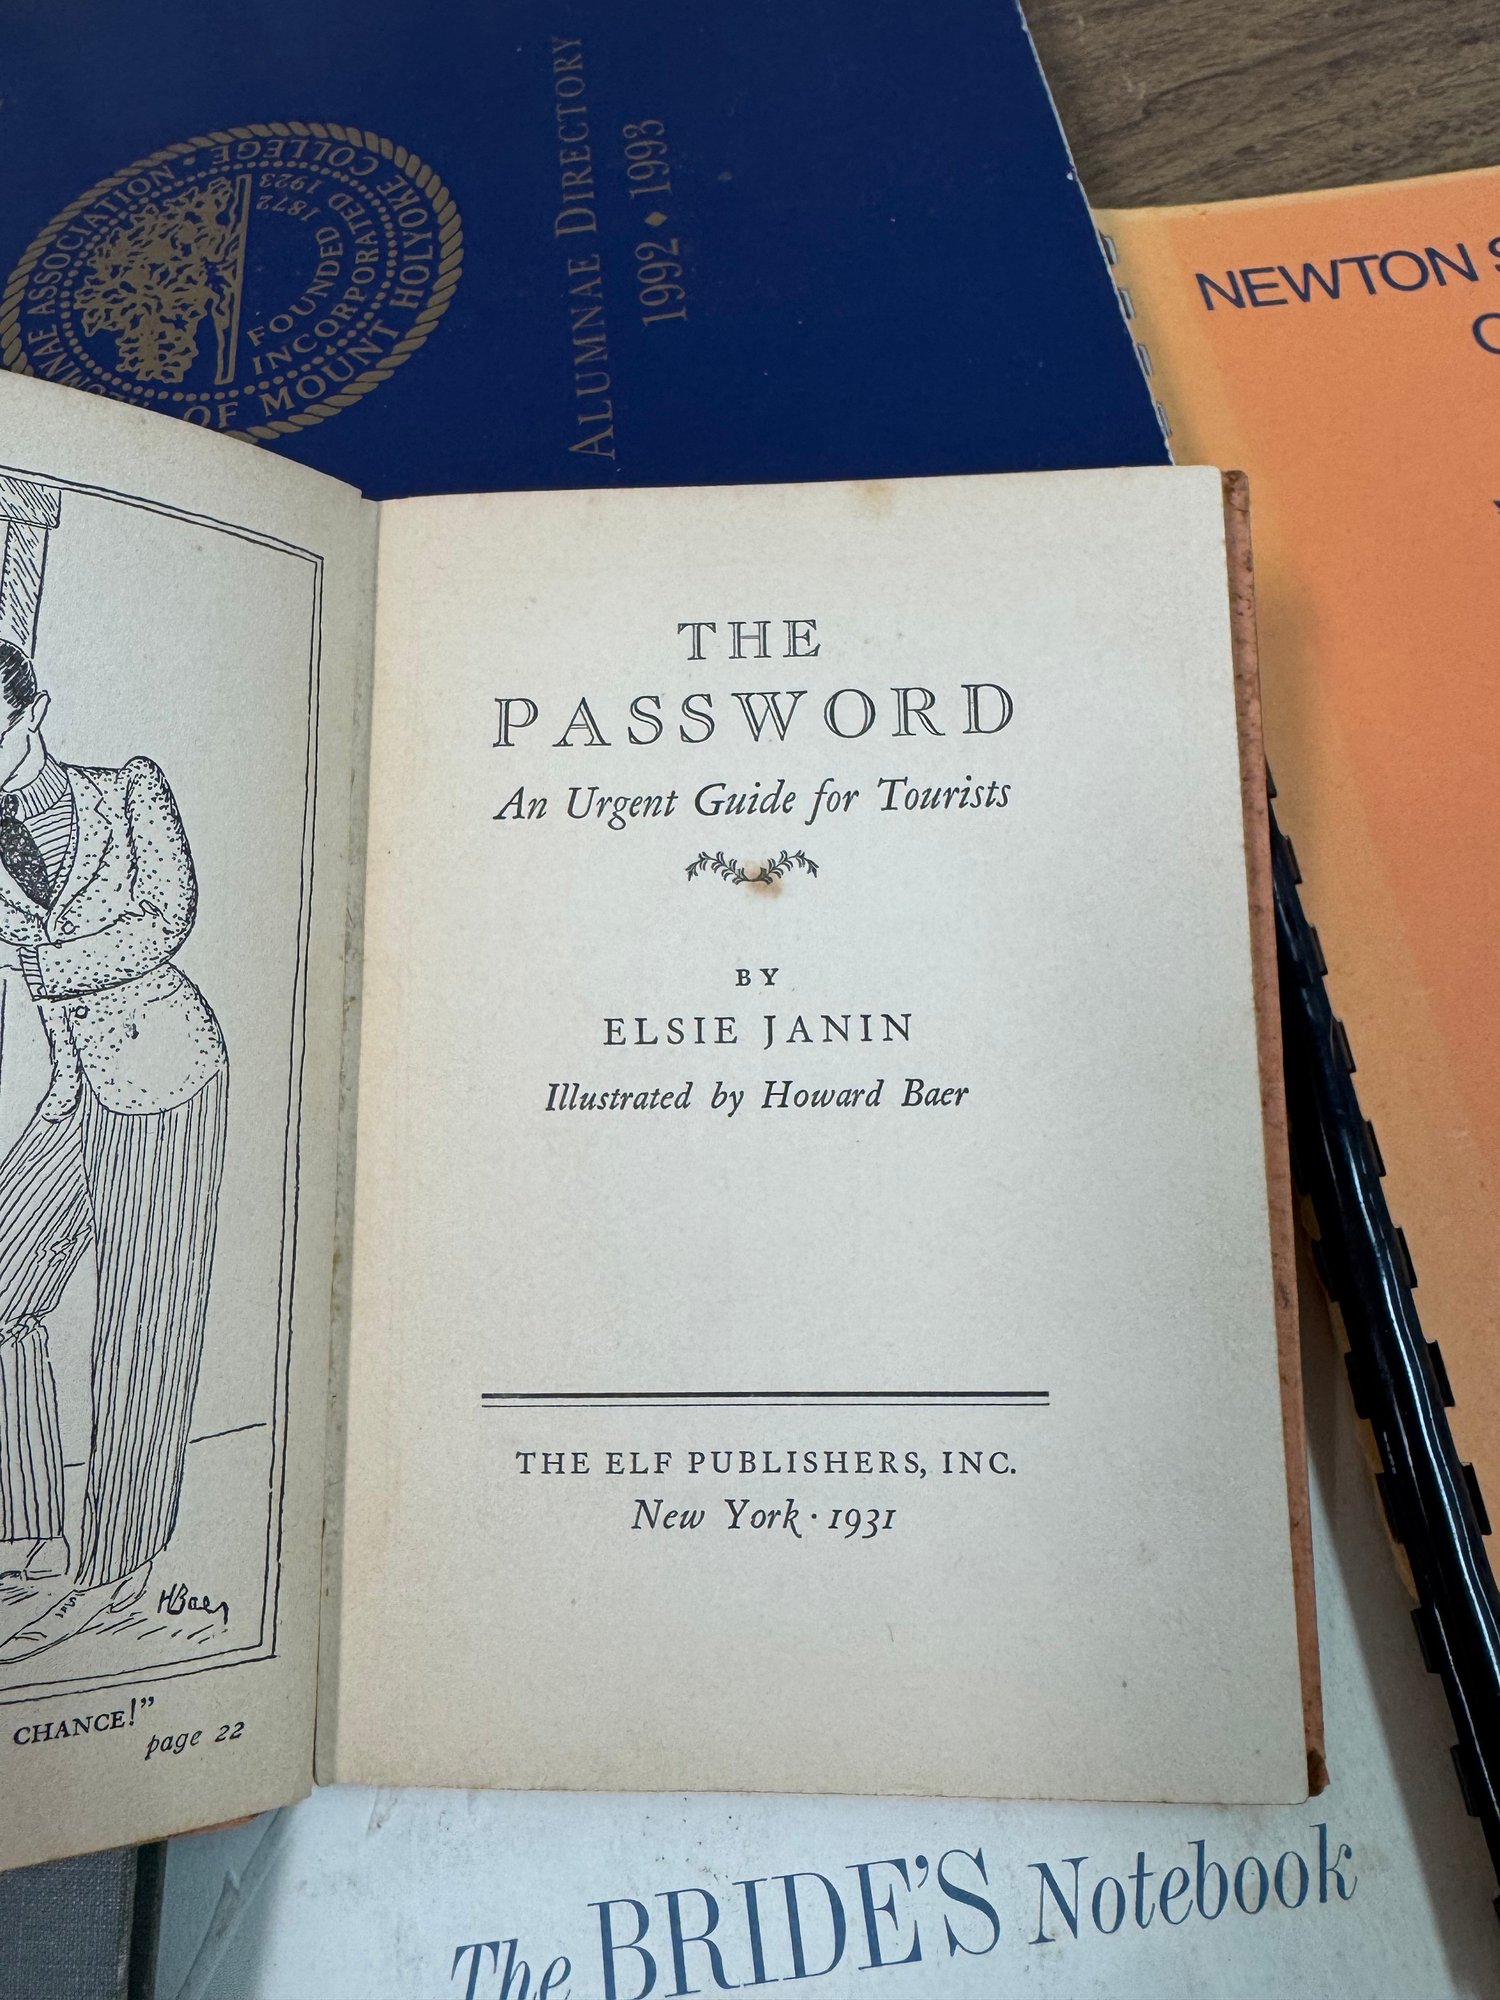 ALUMNAE ASSOCIATION OF MOUNT HOLYOKE COLLEGE
FOUNDED 1872
INCORPORATED 1923
ALUMNAE DIRECTORY
1992 ♦ 1993
NEWTON
THE
PASSWORD
An Urgent Guide for Tourists
BY
ELSIE JANIN
Illustrated by Howard Baer
THE ELF PUBLISHERS, INC.
New York · 1931
HBaer
CHANCE!”
page 22
The BRIDE’S Notebook